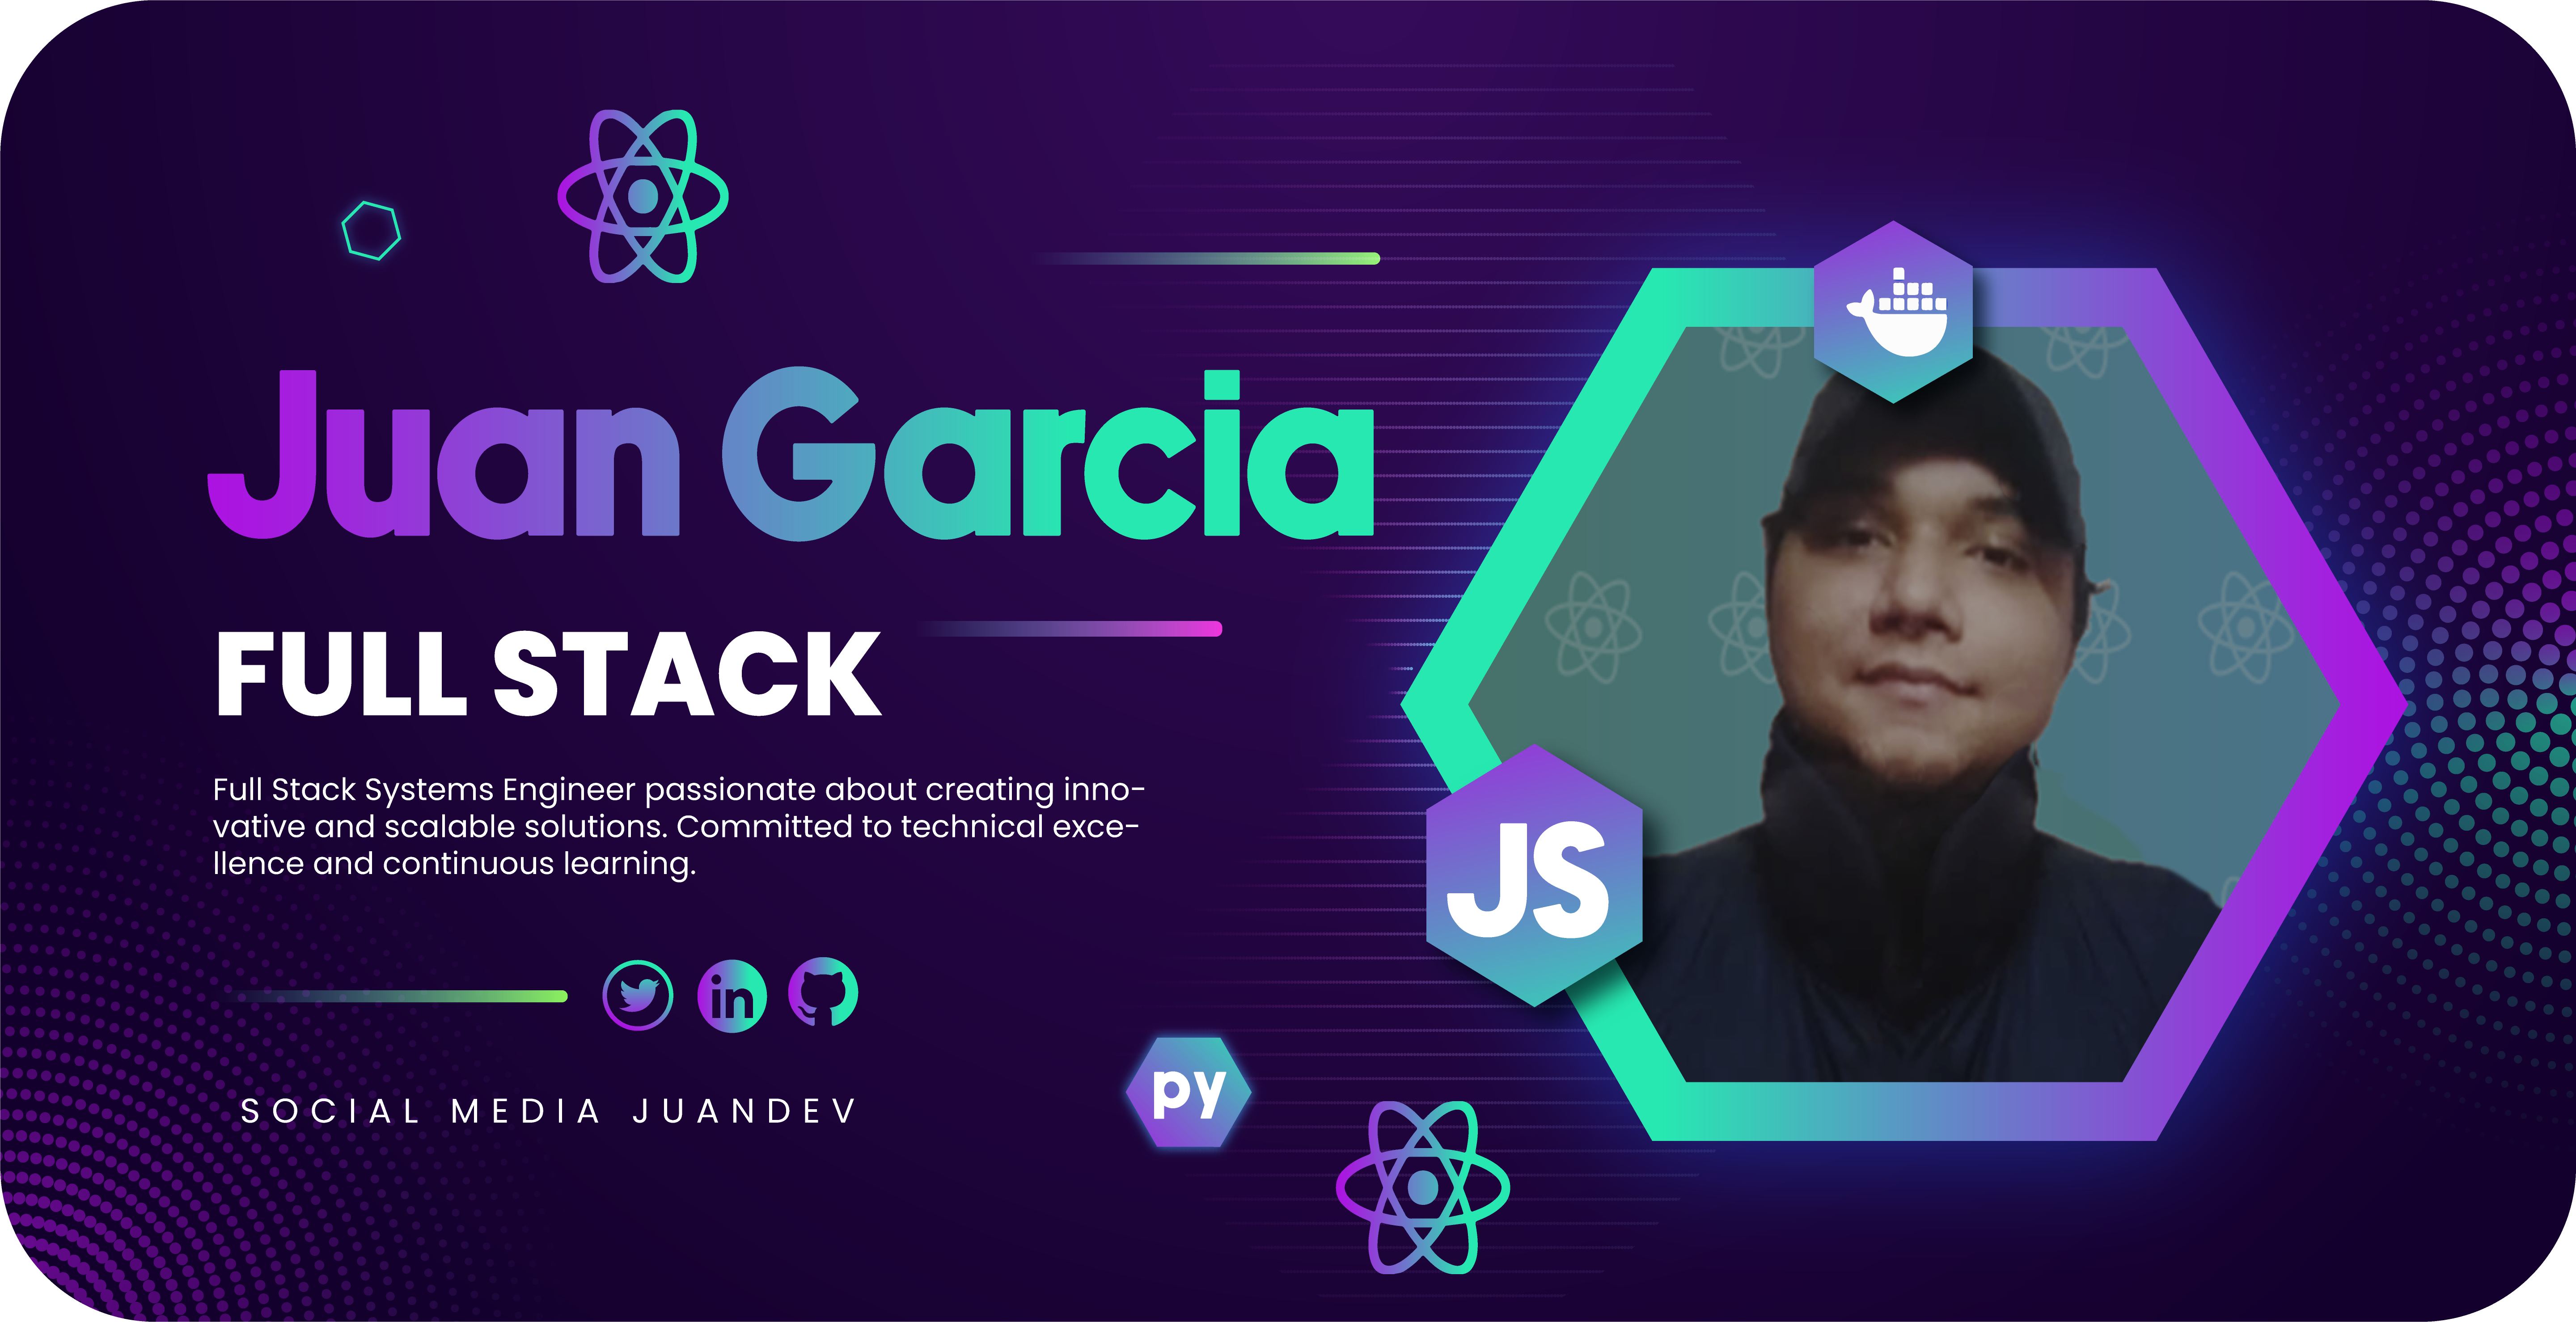 Juan Garcia
FULL STACK
Full Stack Systems Engineer passionate about creating inno-
vative and scalable solutions. Committed to technical exce-
llence and continuous learning.
in
SOCIAL MEDIA JUANDEV
JS
py